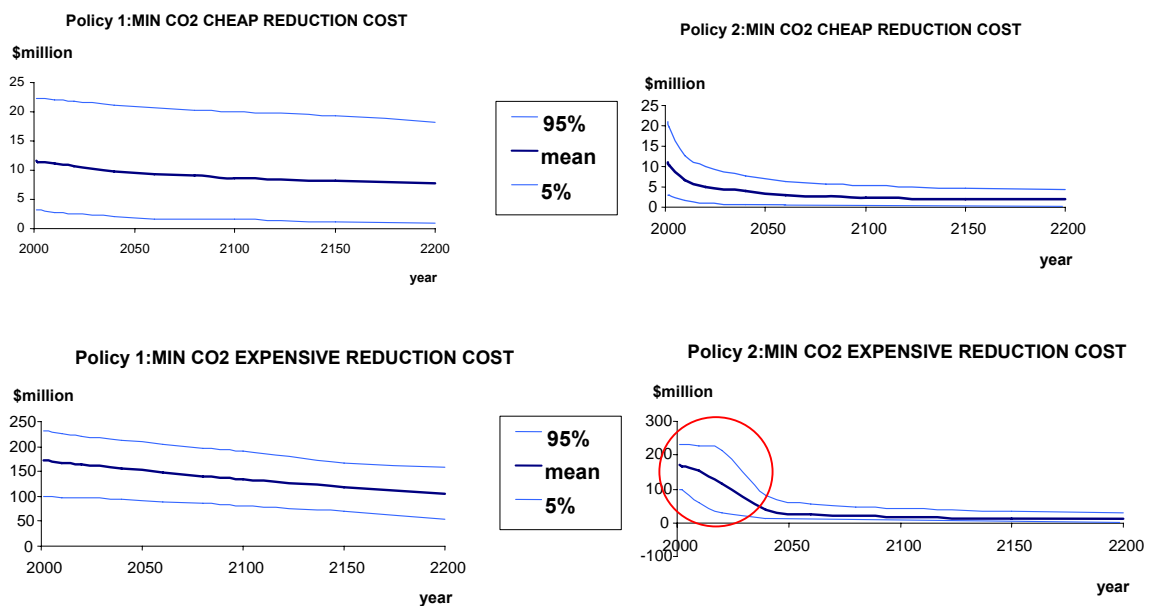 Policy 1:MIN CO2 CHEAP REDUCTION COST
$million
25
20
15
10
5
0
2000 2050 2100 2150 2200
year
95%
mean
5%
Policy 2:MIN CO2 CHEAP REDUCTION COST
$million
25
20
15
10
5
0
2000 2050 2100 2150 2200
year
Policy 1:MIN CO2 EXPENSIVE REDUCTION COST
$million
250
200
150
100
50
0
2000 2050 2100 2150 2200
year
95%
mean
5%
Policy 2:MIN CO2 EXPENSIVE REDUCTION COST
$million
300
200
100
0
-100
2000 2050 2100 2150 2200
year